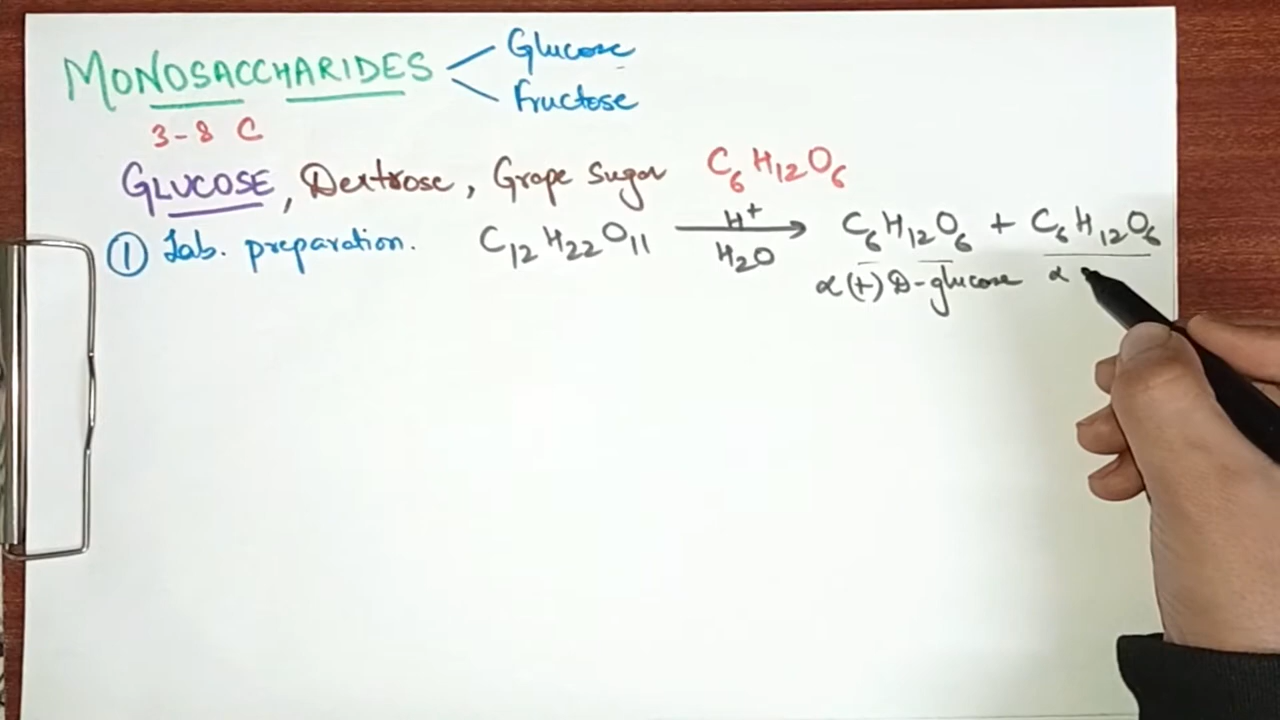 MONOSACCHARIDES Glucose
Fructose
3-8 C
GLUCOSE, Dextrose, Grape Sugar C6H12O6
① Lab. preparation. C12H22O11 H+ H2O → C6H12O6 + C6H12O6
α(+) D-glucose α